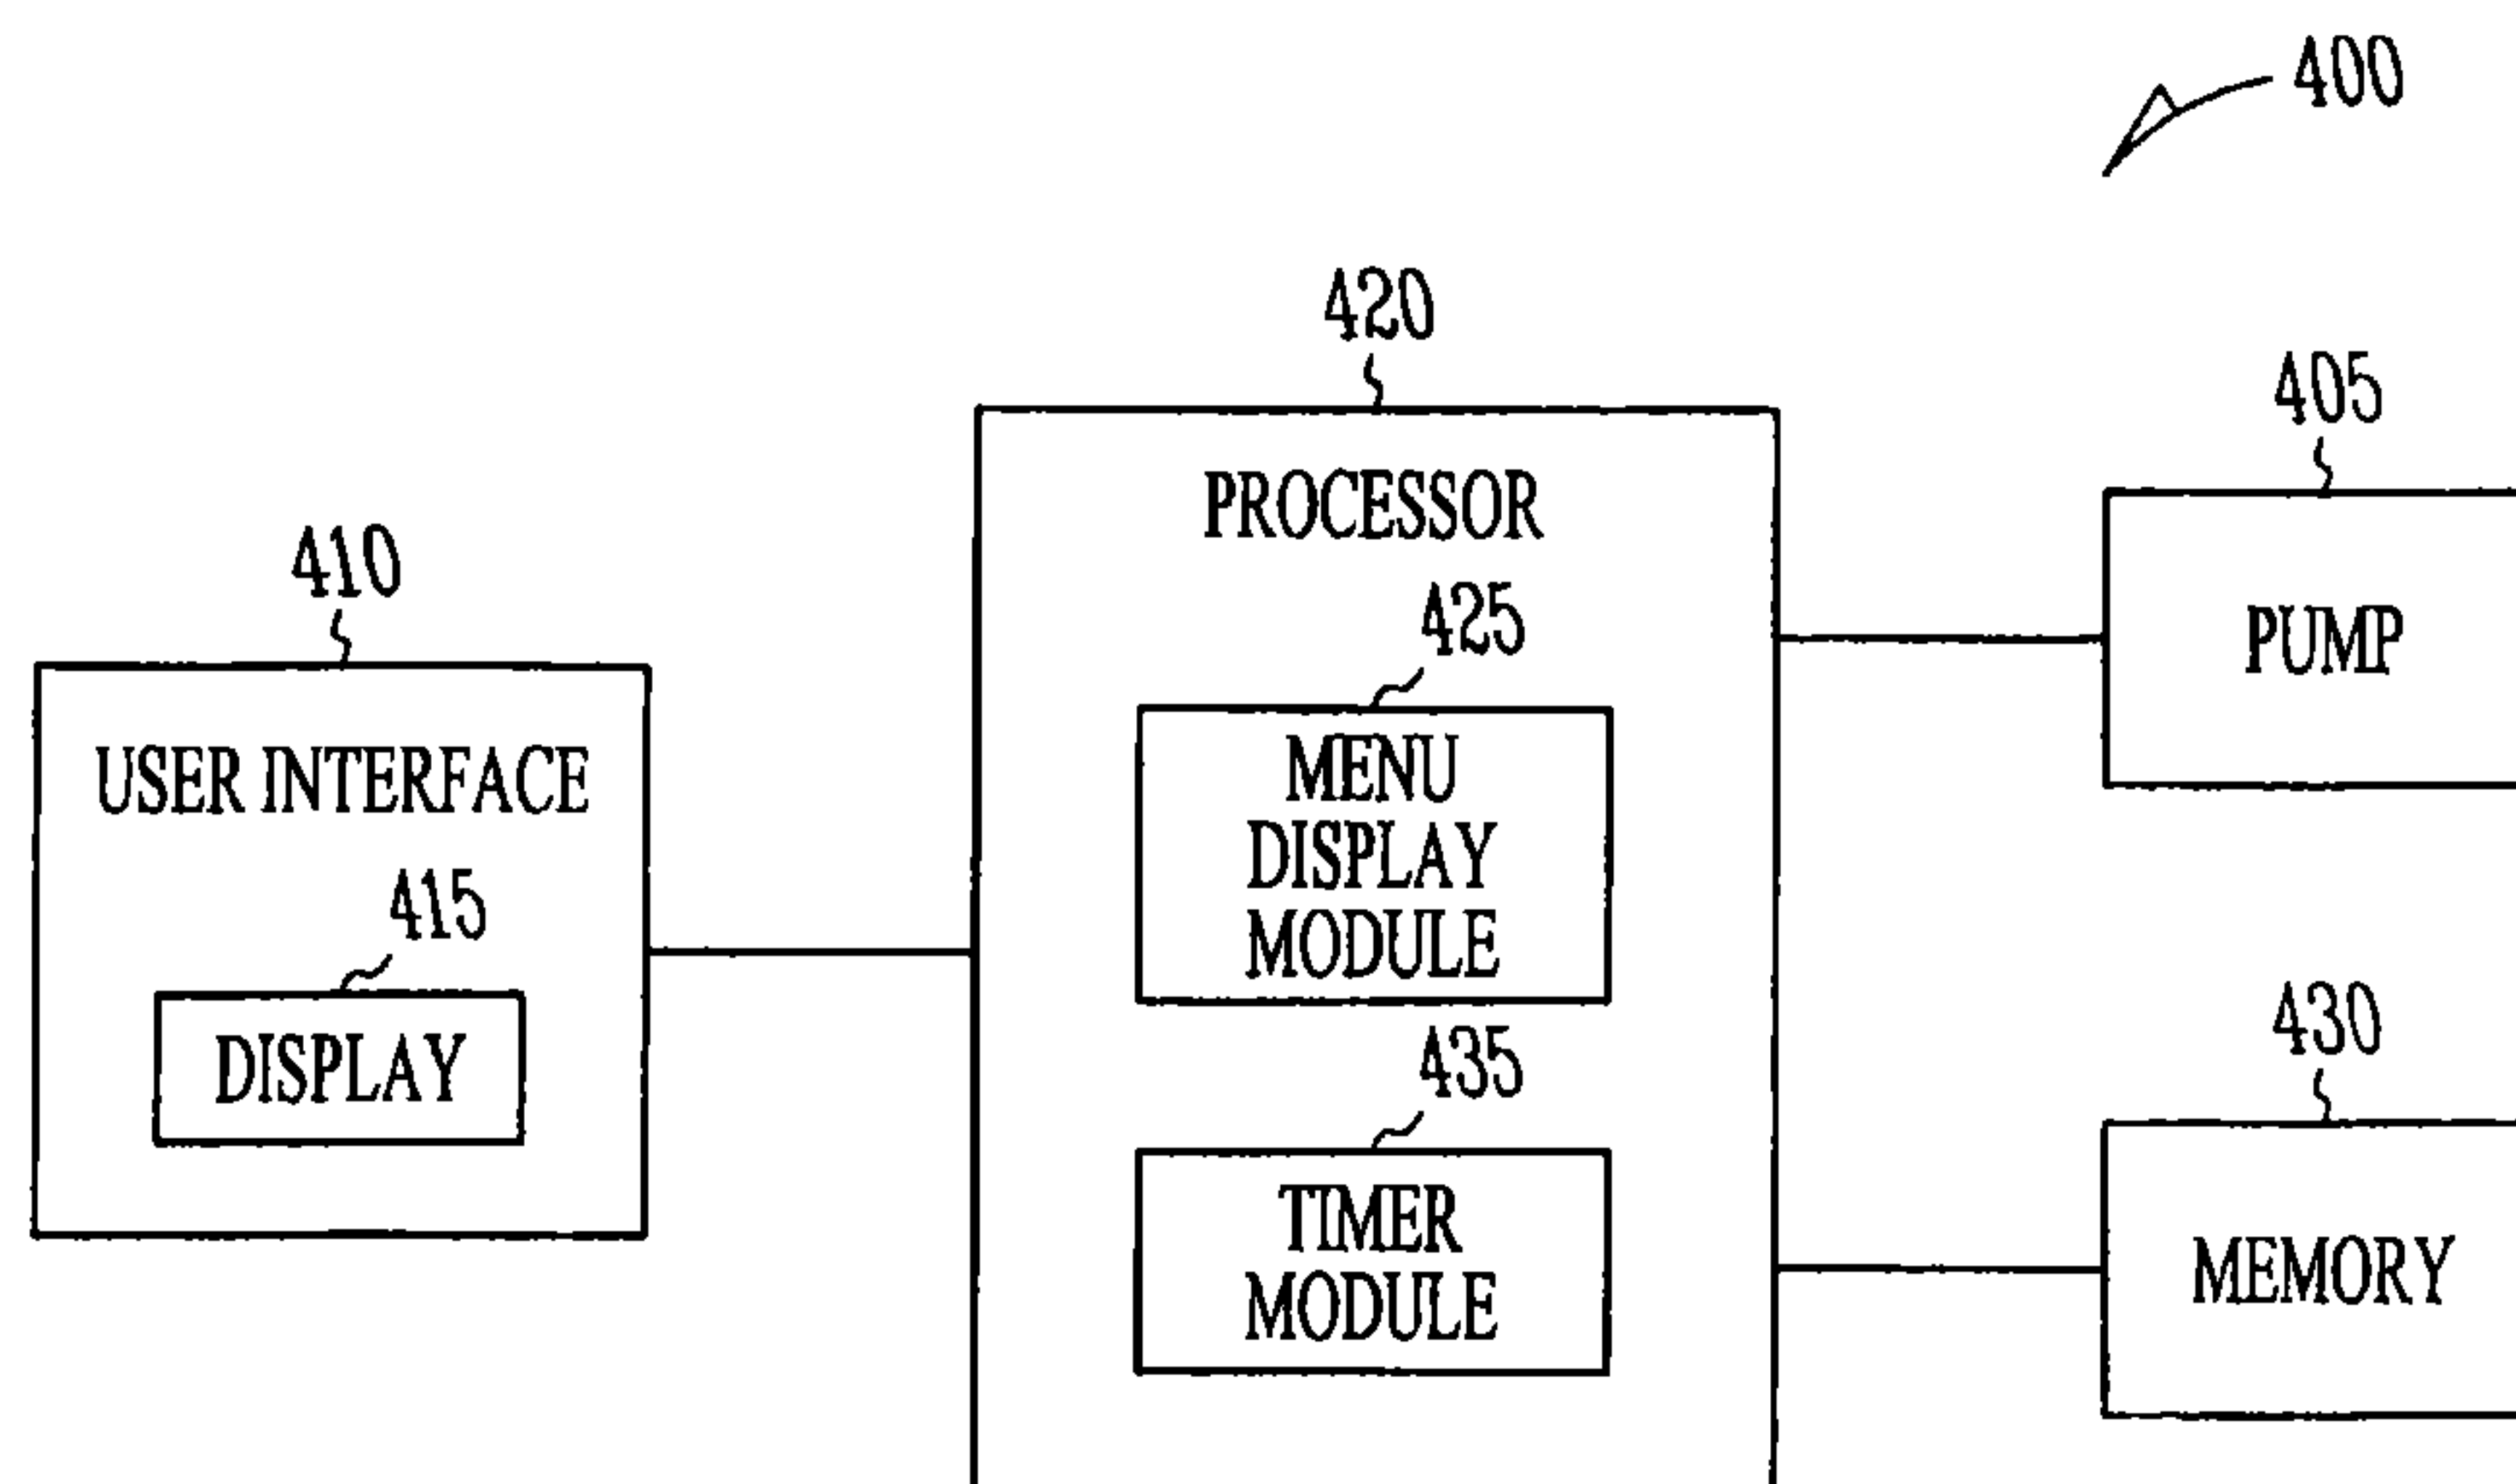 400
420
405
PROCESSOR
410
425
PUMP
USER INTERFACE
MENU
DISPLAY
MODULE
415
430
DISPLAY
435
TIMER
MODULE
MEMORY